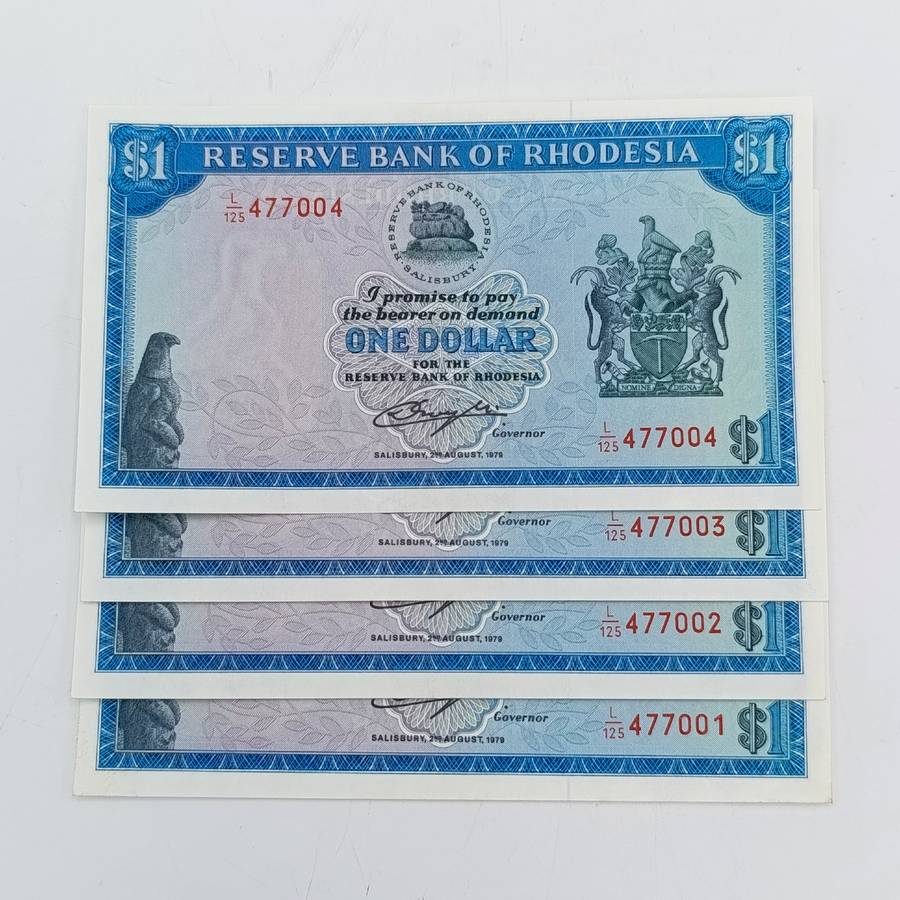 $1 RESERVE BANK OF RHODESIA $1
L/125 477004
RESERVE BANK OF RHODESIA
SALISBURY
I promise to pay
the bearer on demand
ONE DOLLAR
FOR THE
RESERVE BANK OF RHODESIA
NOMINE DIGNA
Governor
L/125 477004 $1
SALISBURY, 2ND AUGUST, 1979
Governor
L/125 477003 $1
SALISBURY, 2ND AUGUST, 1979
Governor
L/125 477002 $1
SALISBURY, 2ND AUGUST, 1979
Governor
L/125 477001 $1
SALISBURY, 2ND AUGUST, 1979